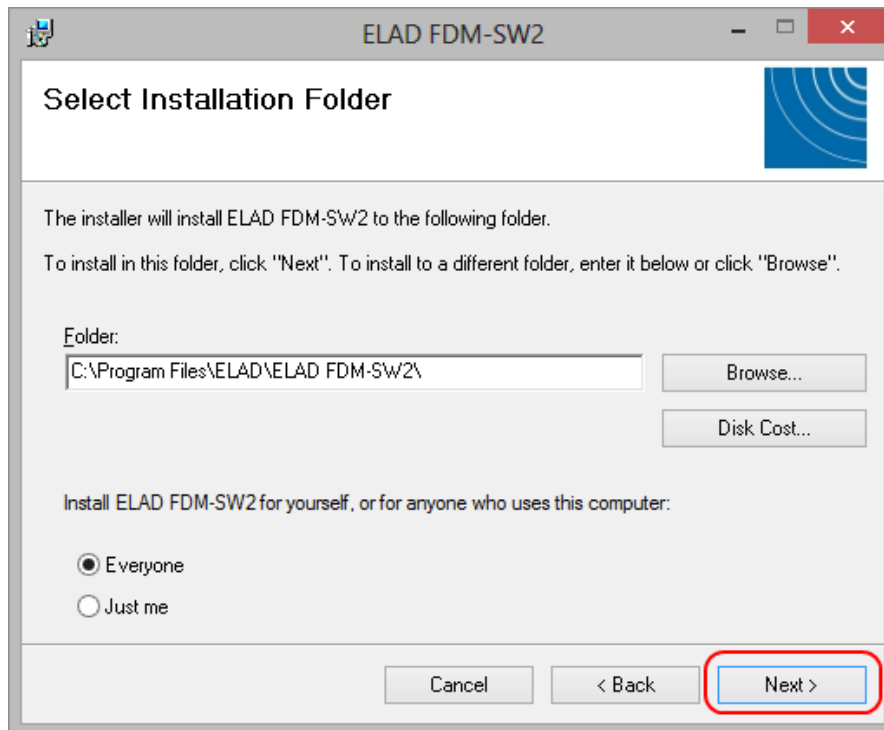 ELAD FDM-SW2
Select Installation Folder
The installer will install ELAD FDM-SW2 to the following folder.
To install in this folder, click "Next". To install to a different folder, enter it below or click "Browse".
Folder:
C:\Program Files\ELAD\ELAD FDM-SW2\
Browse...
Disk Cost...
Install ELAD FDM-SW2 for yourself, or for anyone who uses this computer:
Everyone
Just me
Cancel
< Back
Next >